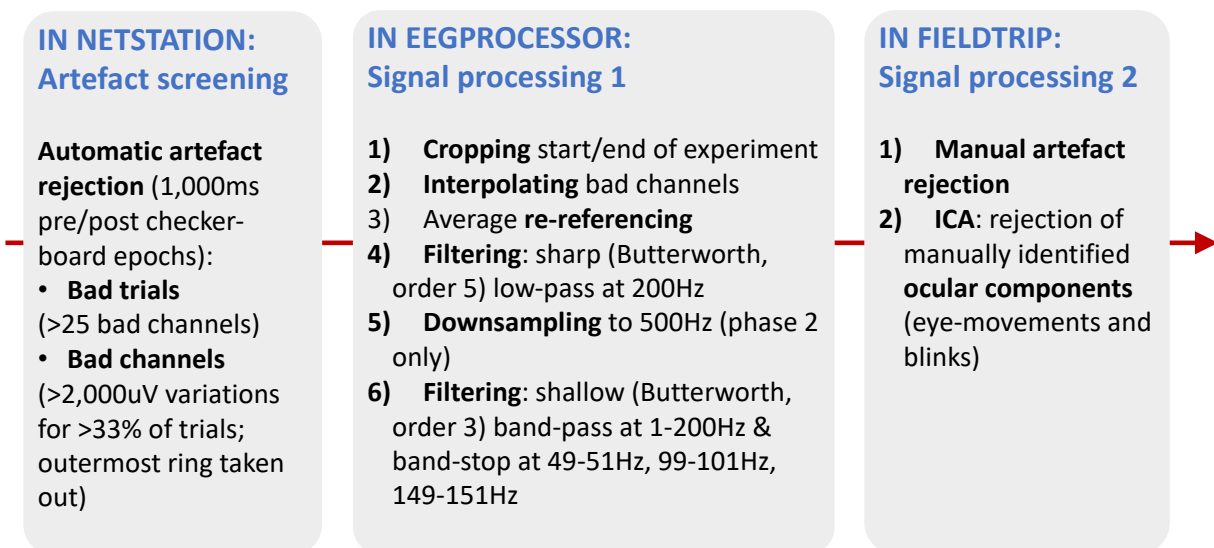 IN NETSTATION:
Artefact screening
Automatic artefact
rejection (1,000ms
pre/post checker-
board epochs):
• Bad trials
(>25 bad channels)
• Bad channels
(>2,000uV variations
for >33% of trials;
outermost ring taken
out)
IN EEGPROCESSOR:
Signal processing 1
1) Cropping start/end of experiment
2) Interpolating bad channels
3) Average re-referencing
4) Filtering: sharp (Butterworth,
order 5) low-pass at 200Hz
5) Downsampling to 500Hz (phase 2
only)
6) Filtering: shallow (Butterworth,
order 3) band-pass at 1-200Hz &
band-stop at 49-51Hz, 99-101Hz,
149-151Hz
IN FIELDTRIP:
Signal processing 2
1) Manual artefact
rejection
2) ICA: rejection of
manually identified
ocular components
(eye-movements and
blinks)